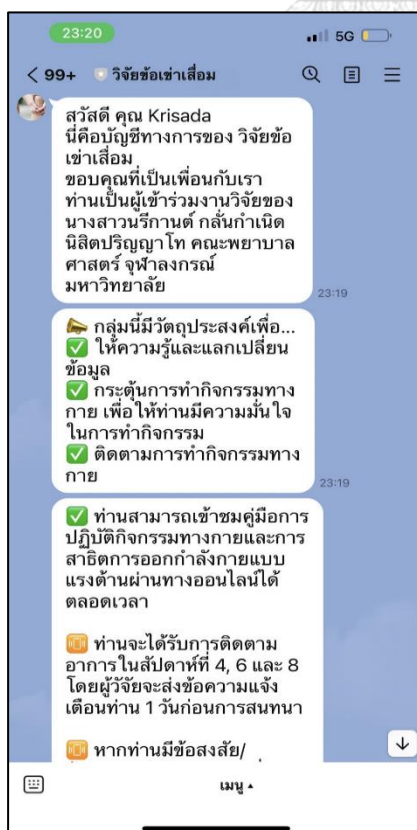 23:20
5G
99+ วิจัยข้อเข่าเสื่อม
สวัสดี คุณ Krisada
นี่คือบัญชีทางการของ วิจัยข้อ
เข่าเสื่อม
ขอบคุณที่เป็นเพื่อนกับเรา
ท่านเป็นผู้เข้าร่วมงานวิจัยของ
นางสาวนรีกานต์ กลั่นกำเนิด
นิสิตปริญญาโท คณะพยาบาล
ศาสตร์ จุฬาลงกรณ์
มหาวิทยาลัย
23:19
📣 กลุ่มนี้มีวัตถุประสงค์เพื่อ...
✅ ให้ความรู้และแลกเปลี่ยน
ข้อมูล
✅ กระตุ้นการทำกิจกรรมทาง
กาย เพื่อให้ท่านมีความมั่นใจ
ในการทำกิจกรรม
✅ ติดตามการทำกิจกรรมทาง
กาย
23:19
✅ ท่านสามารถเข้าชมคู่มือการ
ปฏิบัติกิจกรรมทางกายและการ
สาธิตการออกกำลังกายแบบ
แรงต้านผ่านทางออนไลน์ได้
ตลอดเวลา
📳 ท่านจะได้รับการติดตาม
อาการในสัปดาห์ที่ 4, 6 และ 8
โดยผู้วิจัยจะส่งข้อความแจ้ง
เตือนท่าน 1 วันก่อนการสนทนา
📳 หากท่านมีข้อสงสัย/
เมนู